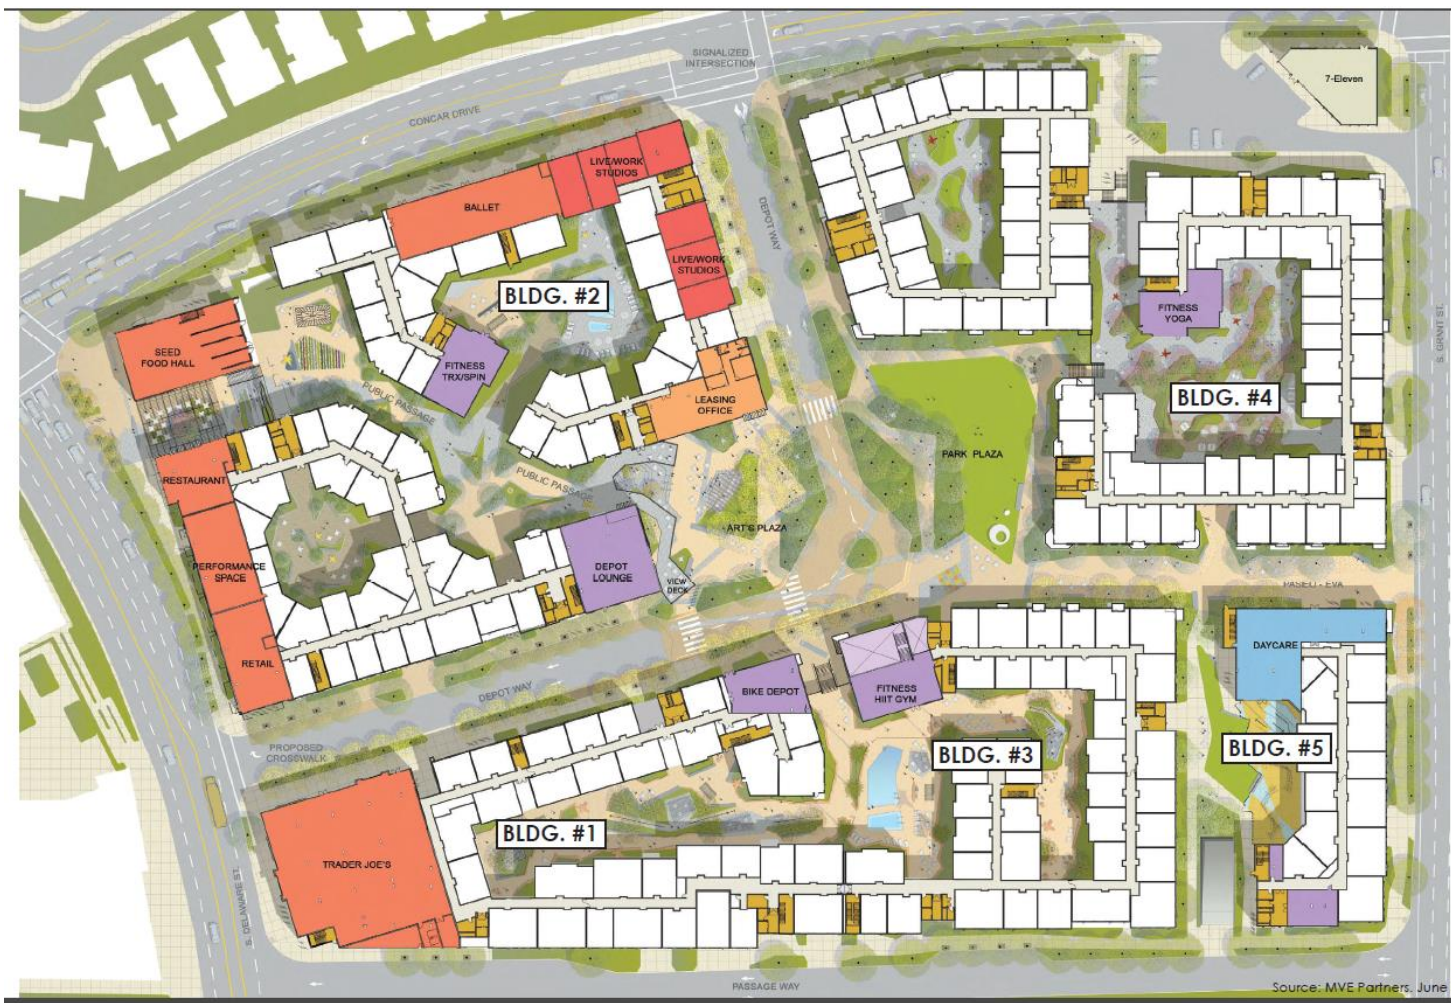 SIGNALIZED
INTERSECTION
7-Eleven
CONCAR DRIVE
LIVE/WORK
STUDIOS
BALLET
DEPOT WAY
LIVE/WORK
STUDIOS
BLDG. #2
FITNESS
YOGA
S. GRANT ST.
SEED
FOOD HALL
FITNESS
TRX/SPIN
PUBLIC PASSAGE
LEASING
OFFICE
BLDG. #4
PARK PLAZA
RESTAURANT
PUBLIC PASSAGE
ART'S PLAZA
PERFORMANCE
SPACE
DEPOT
LOUNGE
VIEW
DECK
DAYCARE
RETAIL
DEPOT WAY
BIKE DEPOT
FITNESS
HIIT GYM
PROPOSED
CROSSWALK
BLDG. #3
BLDG. #5
BLDG. #1
TRADER JOE'S
S. DELAWARE ST.
PASSAGE WAY
Source: MVE Partners, June